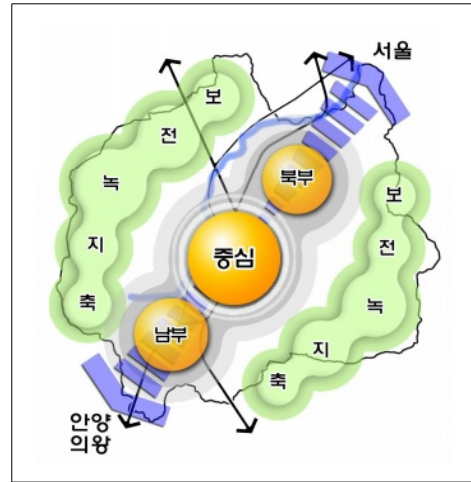 서울
보
전
녹
지
축
북부
중심
남부
보
전
녹
지
축
안양
의왕